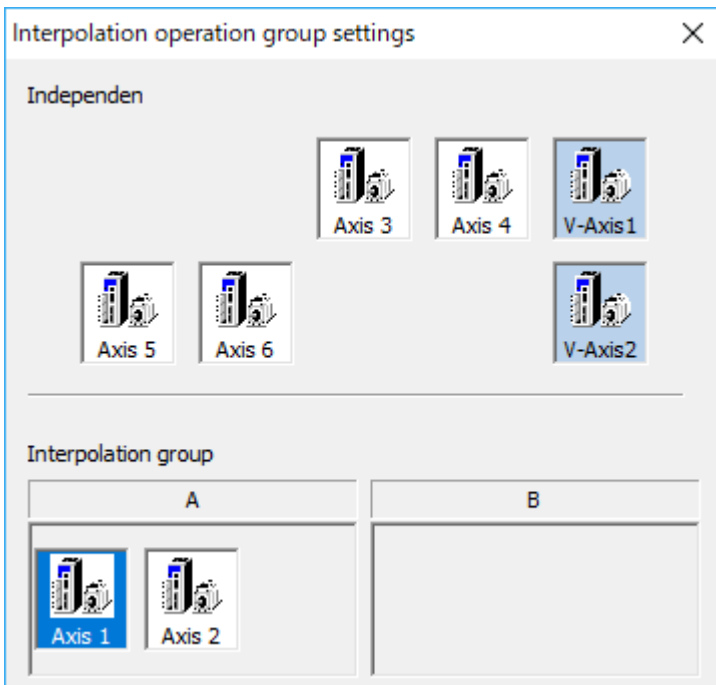 Interpolation operation group settings
Independen
Axis 3 Axis 4 V-Axis1
Axis 5 Axis 6 V-Axis2
Interpolation group
A B
Axis 1 Axis 2